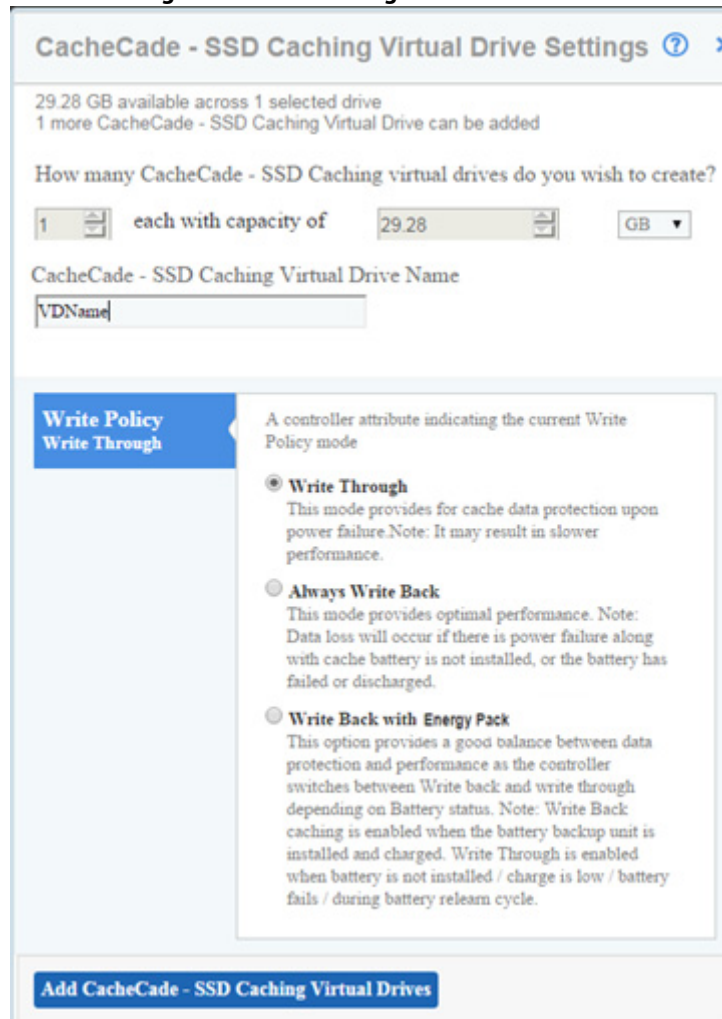 CacheCade - SSD Caching Virtual Drive Settings ?
29.28 GB available across 1 selected drive
1 more CacheCade - SSD Caching Virtual Drive can be added
How many CacheCade - SSD Caching virtual drives do you wish to create?
1 each with capacity of 29.28 GB
CacheCade - SSD Caching Virtual Drive Name
VDName
Write Policy
Write Through
A controller attribute indicating the current Write
Policy mode
Write Through
This mode provides for cache data protection upon
power failure.Note: It may result in slower
performance.
Always Write Back
This mode provides optimal performance. Note:
Data loss will occur if there is power failure along
with cache battery is not installed, or the battery has
failed or discharged.
Write Back with Energy Pack
This option provides a good balance between data
protection and performance as the controller
switches between Write back and write through
depending on Battery status. Note: Write Back
caching is enabled when the battery backup unit is
installed and charged. Write Through is enabled
when battery is not installed / charge is low / battery
fails / during battery relearn cycle.
Add CacheCade - SSD Caching Virtual Drives